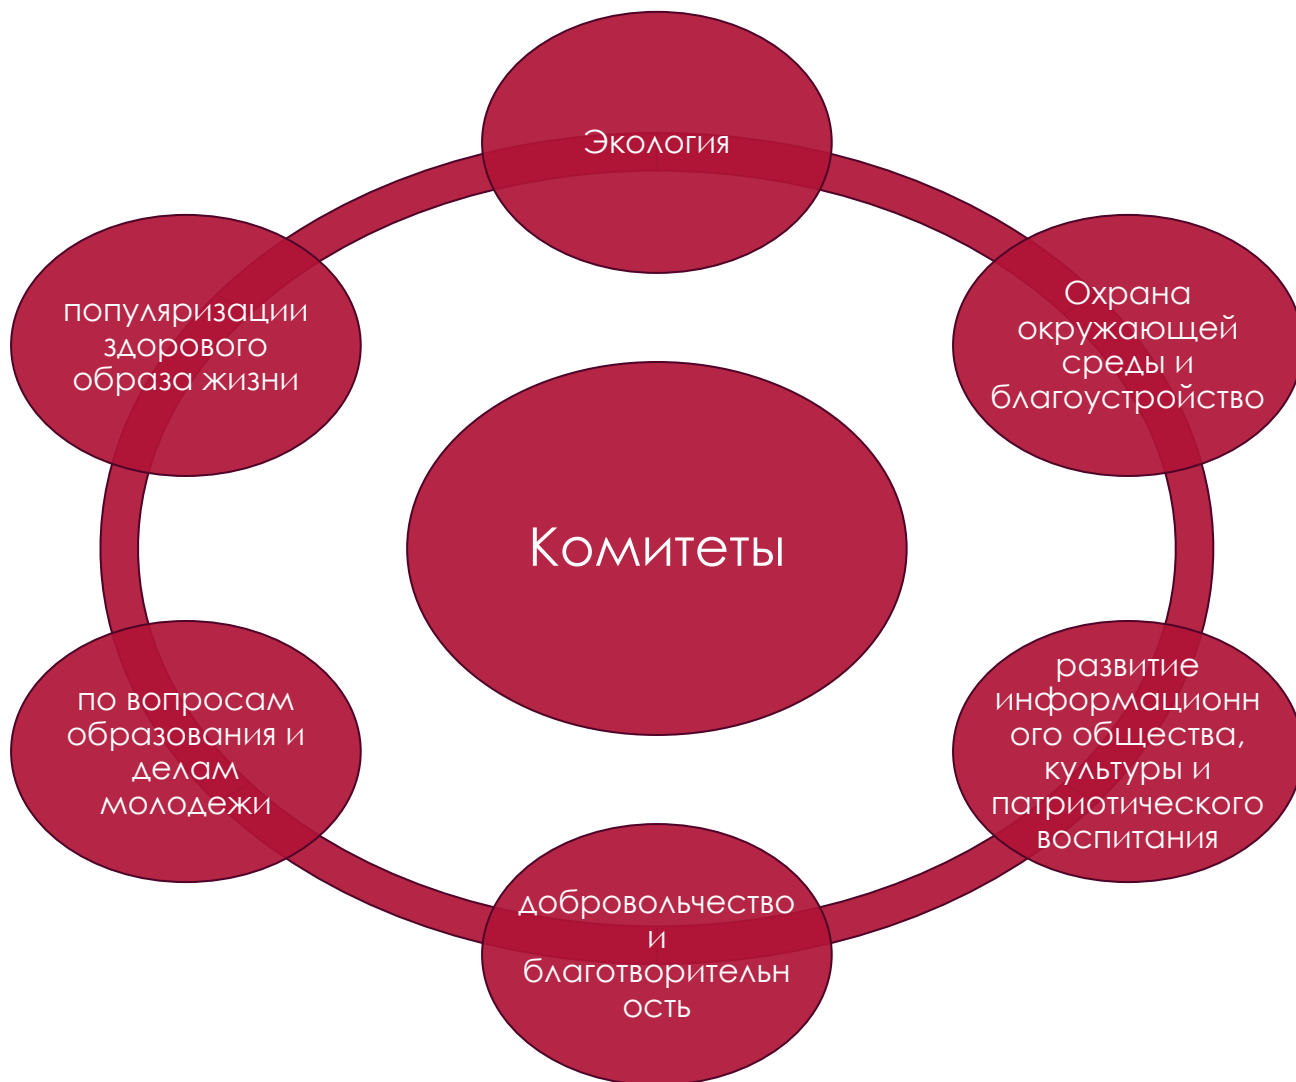 Экология
Охрана
окружающей
среды и
благоустройство
развитие
информационн
ого общества,
культуры и
патриотического
воспитания
добровольчество
и
благотворительн
ость
по вопросам
образования и
делам
молодежи
популяризации
здорового
образа жизни
Комитеты